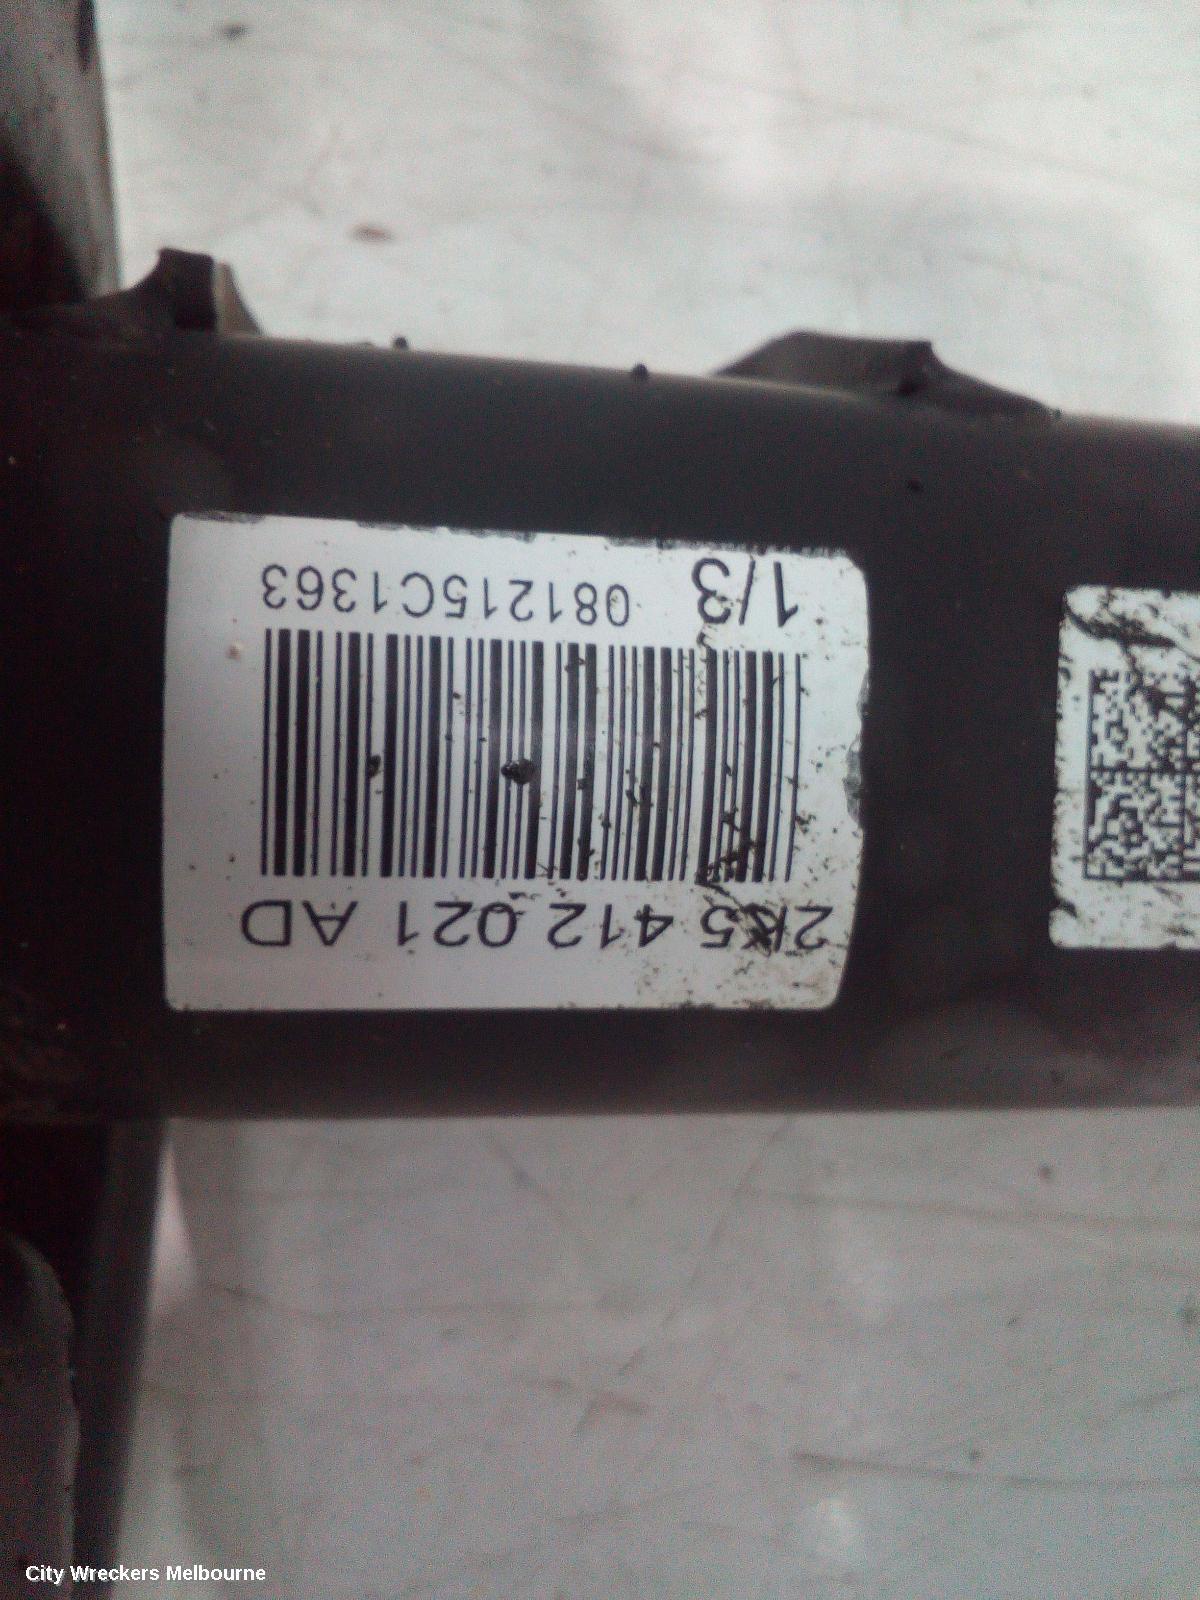 2K5 412 021 AD
1/3 081215C1363
City Wreckers Melbourne